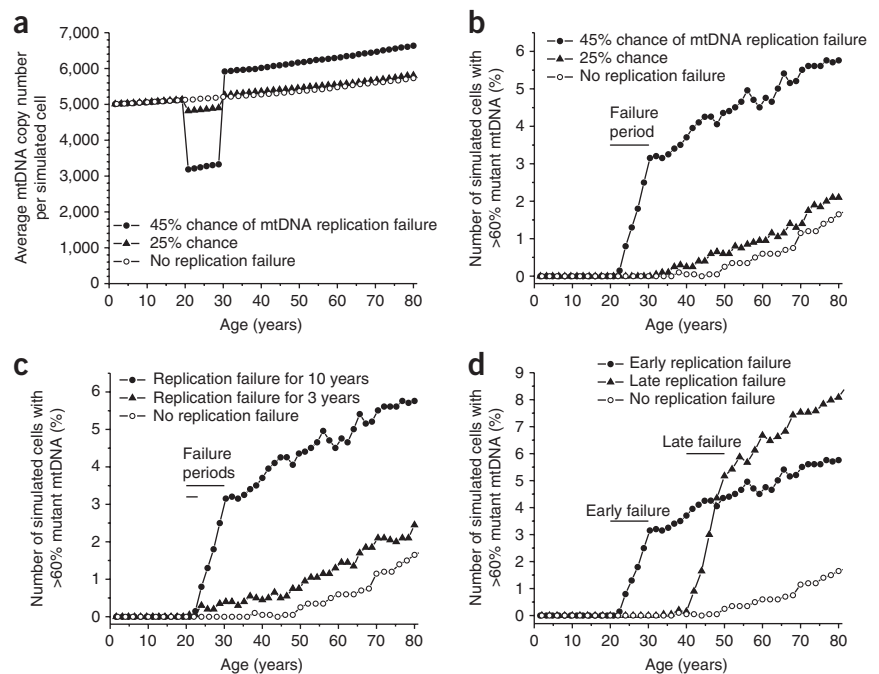 a
Average mtDNA copy number
per simulated cell
7,000
6,000
5,000
4,000
3,000
2,000
1,000
0
45% chance of mtDNA replication failure
25% chance
No replication failure
0 10 20 30 40 50 60 70 80
Age (years)
b
Number of simulated cells with
>60% mutant mtDNA (%)
6
5
4
3
2
1
0
45% chance of mtDNA replication failure
25% chance
No replication failure
Failure
period
0 10 20 30 40 50 60 70 80
Age (years)
c
Number of simulated cells with
>60% mutant mtDNA (%)
6
5
4
3
2
1
0
Replication failure for 10 years
Replication failure for 3 years
No replication failure
Failure
periods
0 10 20 30 40 50 60 70 80
Age (years)
d
Number of simulated cells with
>60% mutant mtDNA (%)
9
8
7
6
5
4
3
2
1
0
Early replication failure
Late replication failure
No replication failure
Late failure
Early failure
0 10 20 30 40 50 60 70 80
Age (years)